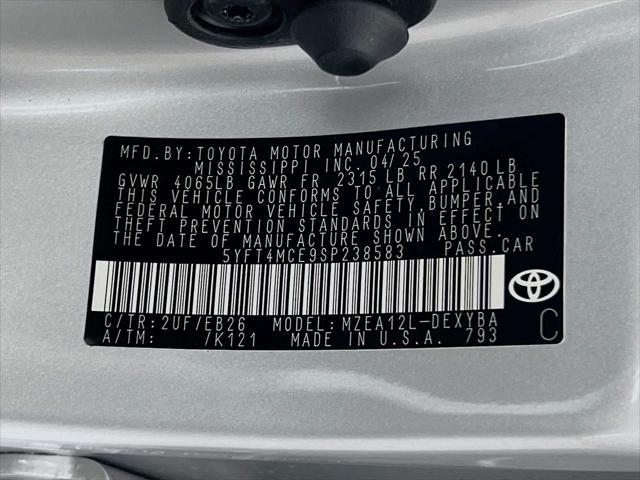 MFD. BY: TOYOTA MOTOR MANUFACTURING
MISSISSIPPI, INC. 04/25
GVWR 4065LB GAWR FR 2315 LB RR 2140 LB
THIS VEHICLE CONFORMS TO ALL APPLICABLE
FEDERAL MOTOR VEHICLE SAFETY, BUMPER, AND
THEFT PREVENTION STANDARDS IN EFFECT ON
THE DATE OF MANUFACTURE SHOWN ABOVE.
5YFT4MCE9SP238583 PASS. CAR
C/TR: 2UF/EB26 MODEL: MZEA12L-DEXYBA
A/TM: /K121 MADE IN U.S.A. 793
C